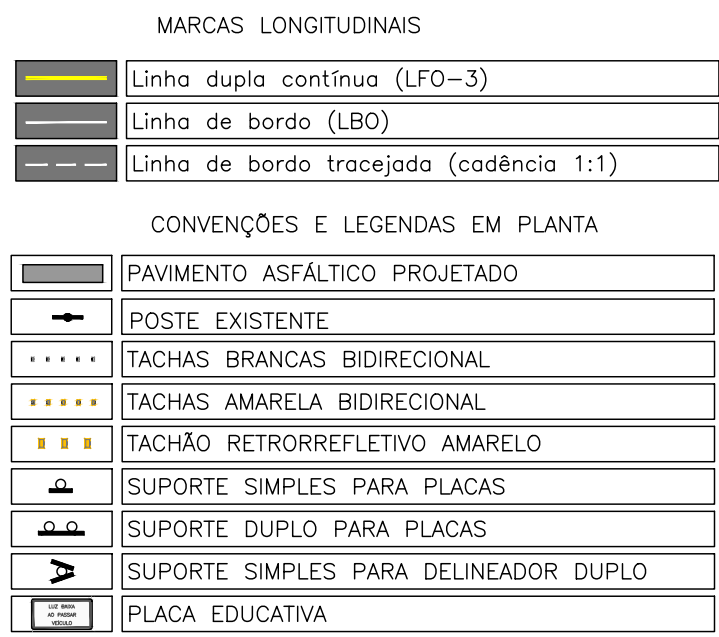 MARCAS LONGITUDINAIS
Linha dupla contínua (LFO-3)
Linha de bordo (LBO)
Linha de bordo tracejada (cadência 1:1)
CONVENÇÕES E LEGENDAS EM PLANTA
PAVIMENTO ASFÁLTICO PROJETADO
POSTE EXISTENTE
TACHAS BRANCAS BIDIRECIONAL
TACHAS AMARELA BIDIRECIONAL
TACHÃO RETRORREFLETIVO AMARELO
SUPORTE SIMPLES PARA PLACAS
SUPORTE DUPLO PARA PLACAS
SUPORTE SIMPLES PARA DELINEADOR DUPLO
LUZ BAIXA
AO PASSAR
VEÍCULO
PLACA EDUCATIVA